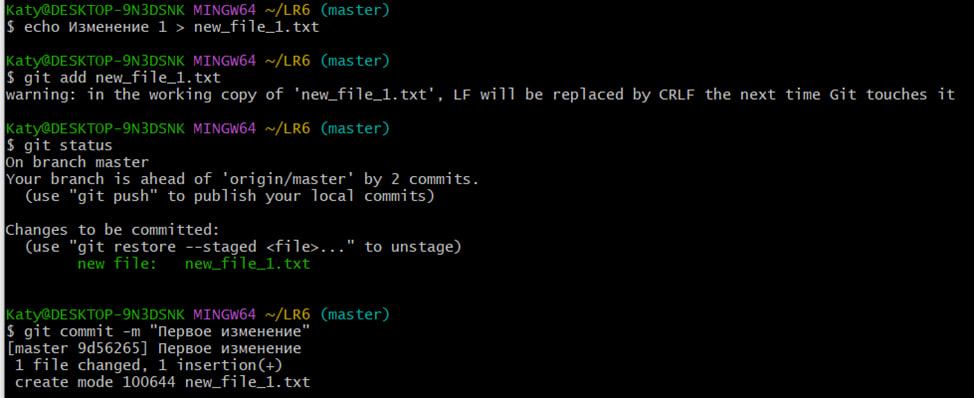 Katy@DESKTOP-9N3DSNK MINGW64 ~/LR6 (master)
$ echo Изменение 1 > new_file_1.txt
Katy@DESKTOP-9N3DSNK MINGW64 ~/LR6 (master)
$ git add new_file_1.txt
warning: in the working copy of 'new_file_1.txt', LF will be replaced by CRLF the next time Git touches it
Katy@DESKTOP-9N3DSNK MINGW64 ~/LR6 (master)
$ git status
On branch master
Your branch is ahead of 'origin/master' by 2 commits.
  (use "git push" to publish your local commits)
Changes to be committed:
  (use "git restore --staged <file>..." to unstage)
        new file:   new_file_1.txt
Katy@DESKTOP-9N3DSNK MINGW64 ~/LR6 (master)
$ git commit -m "Первое изменение"
[master 9d56265] Первое изменение
 1 file changed, 1 insertion(+)
 create mode 100644 new_file_1.txt